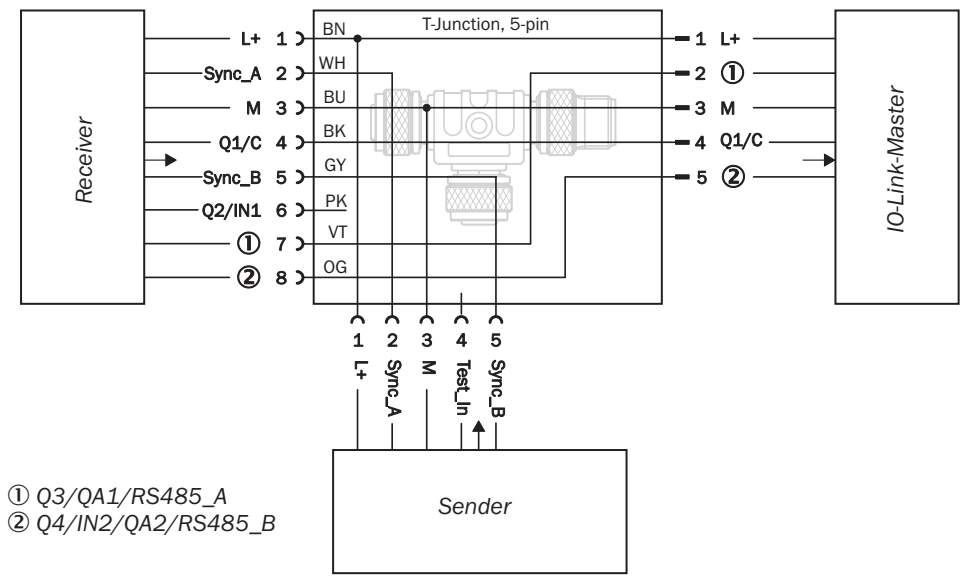 T-Junction, 5-pin
L+ 1 BN 1 L+
Sync_A 2 WH 2 ①
M 3 BU 3 M
Q1/C 4 BK 4 Q1/C
Sync_B 5 GY 5 ②
Q2/IN1 6 PK
① 7 VT
② 8 OG
Receiver
IO-Link-Master
1 2 3 4 5
L+
Sync_A
M
Test_In
Sync_B
Sender
① Q3/QA1/RS485_A
② Q4/IN2/QA2/RS485_B